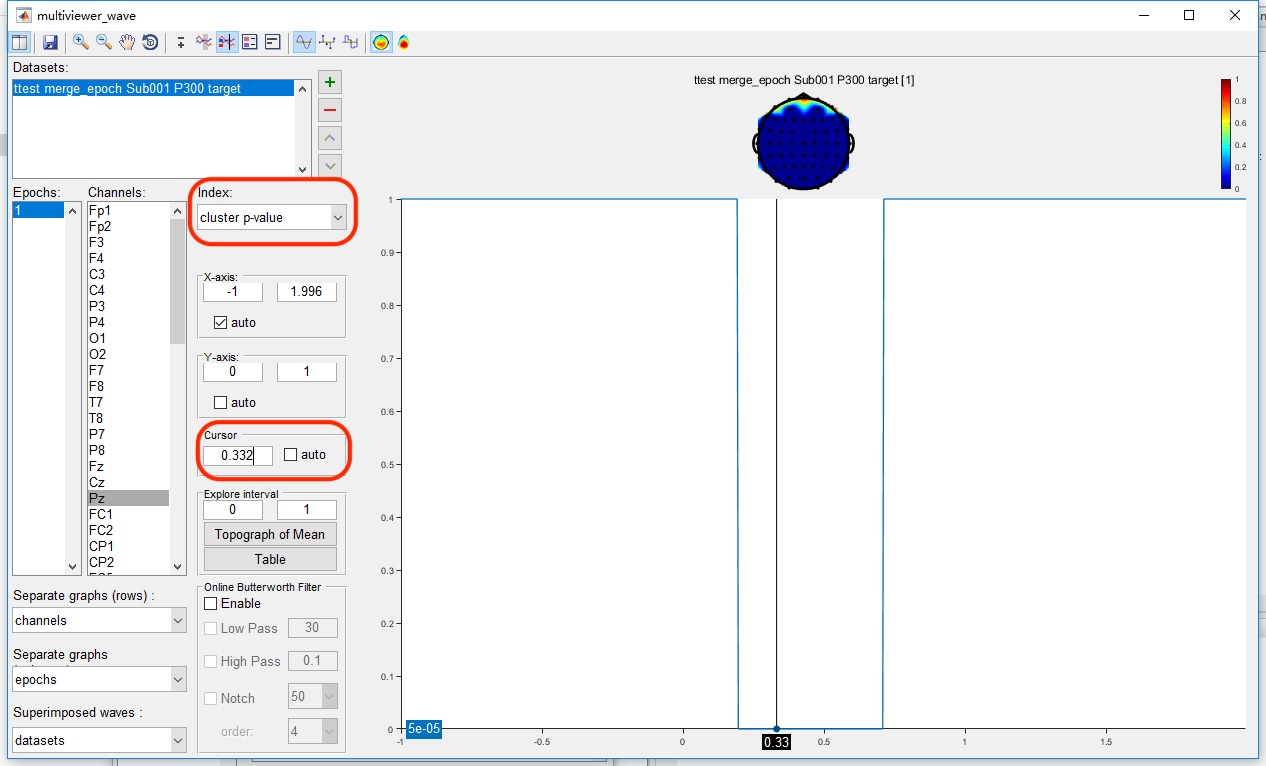 multiviewer_wave
Datasets:
ttest merge_epoch Sub001 P300 target
Epochs:
1
Channels:
Fp1
Fp2
F3
F4
C3
C4
P3
P4
O1
O2
F7
F8
T7
T8
P7
P8
Fz
Cz
Pz
FC1
FC2
CP1
CP2
Separate graphs (rows) :
channels
Separate graphs
epochs
Superimposed waves :
datasets
Index:
cluster p-value
X-axis:
-1 1.996
auto
Y-axis:
0 1
auto
Cursor
0.332 auto
Explore interval
0 1
Topograph of Mean
Table
Online Butterworth Filter
Enable
Low Pass 30
High Pass 0.1
Notch 50
order: 4
ttest merge_epoch Sub001 P300 target [1]
1
0.8
0.6
0.4
0.2
0
1
0.9
0.8
0.7
0.6
0.5
0.4
0.3
0.2
0.1
0
5e-05
-1 -0.5 0 0.33 0.5 1 1.5